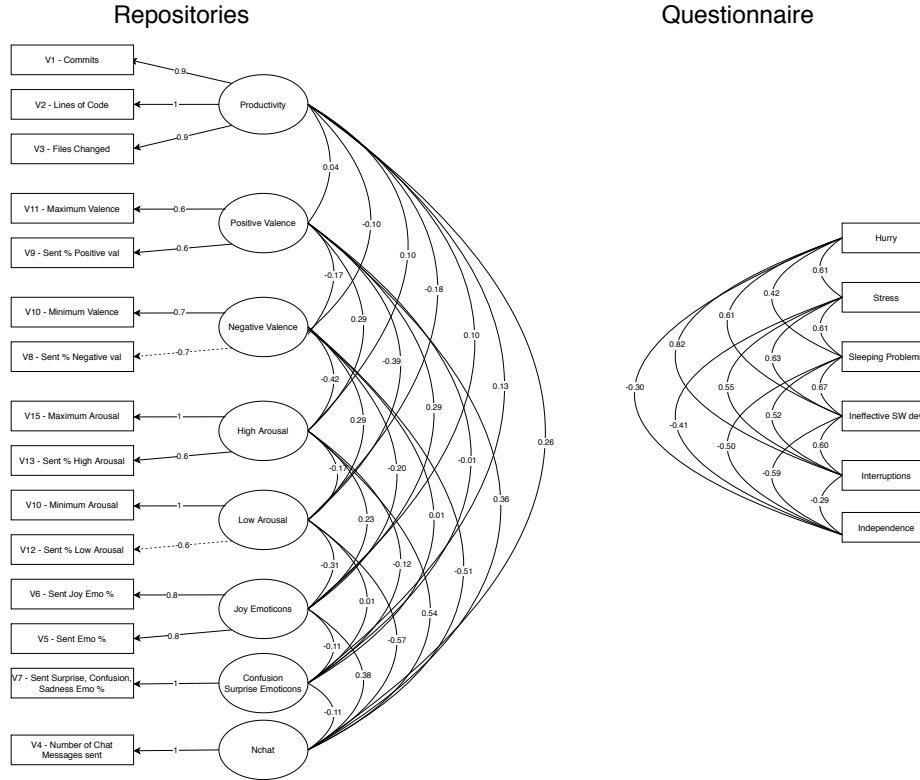 Repositories
Questionnaire
V1 - Commits
0.9
V2 - Lines of Code
1
Productivity
V3 - Files Changed
0.9
0.04
V11 - Maximum Valence
0.6
Positive Valence
V9 - Sent % Positive val
0.6
-0.10
0.10
-0.17
-0.18
V10 - Minimum Valence
0.7
Negative Valence
0.29
0.10
V8 - Sent % Negative val
-0.7
-0.39
0.13
-0.42
V15 - Maximum Arousal
1
High Arousal
0.29
0.29
0.26
V13 - Sent % High Arousal
0.6
-0.17
-0.20
-0.01
V10 - Minimum Arousal
1
Low Arousal
0.36
0.23
0.01
V12 - Sent % Low Arousal
-0.6
-0.31
-0.12
-0.51
V6 - Sent Joy Emo %
0.8
Joy Emoticons
0.01
0.54
V5 - Sent Emo %
0.8
-0.11
-0.57
V7 - Sent Surprise, Confusion,
Sadness Emo %
1
Confusion
Surprise Emoticons
0.38
-0.11
V4 - Number of Chat
Messages sent
1
Nchat
Hurry
0.61
Stress
0.42
0.61
0.61
Sleeping Problems
0.82
0.63
-0.30
0.55
0.67
Ineffective SW dev
0.52
-0.41
-0.50
0.60
-0.59
Interruptions
-0.29
Independence